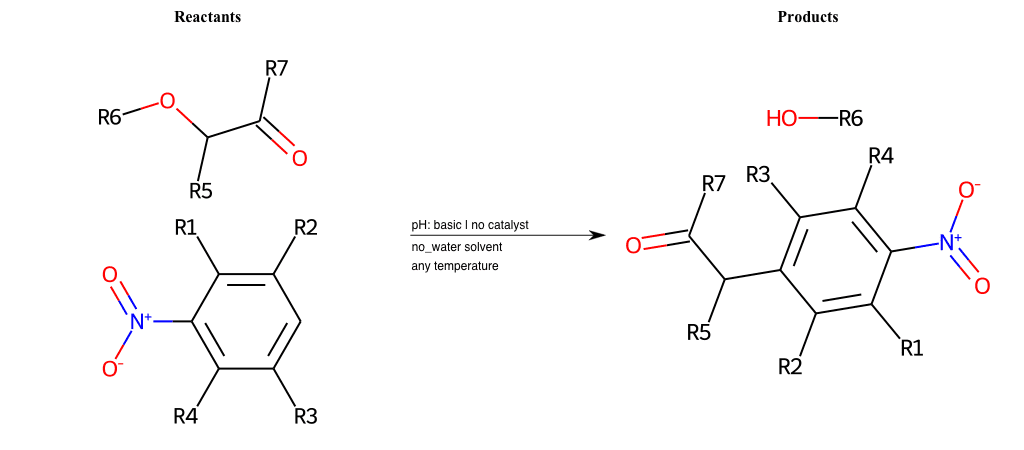 Reactants
Products
R7
O
R6
O
R5
R1
R2
O
N+
O-
R4
R3
pH: basic | no catalyst
no_water solvent
any temperature
HO
R6
R4
R3
R7
O-
O
N+
O
R5
R1
R2